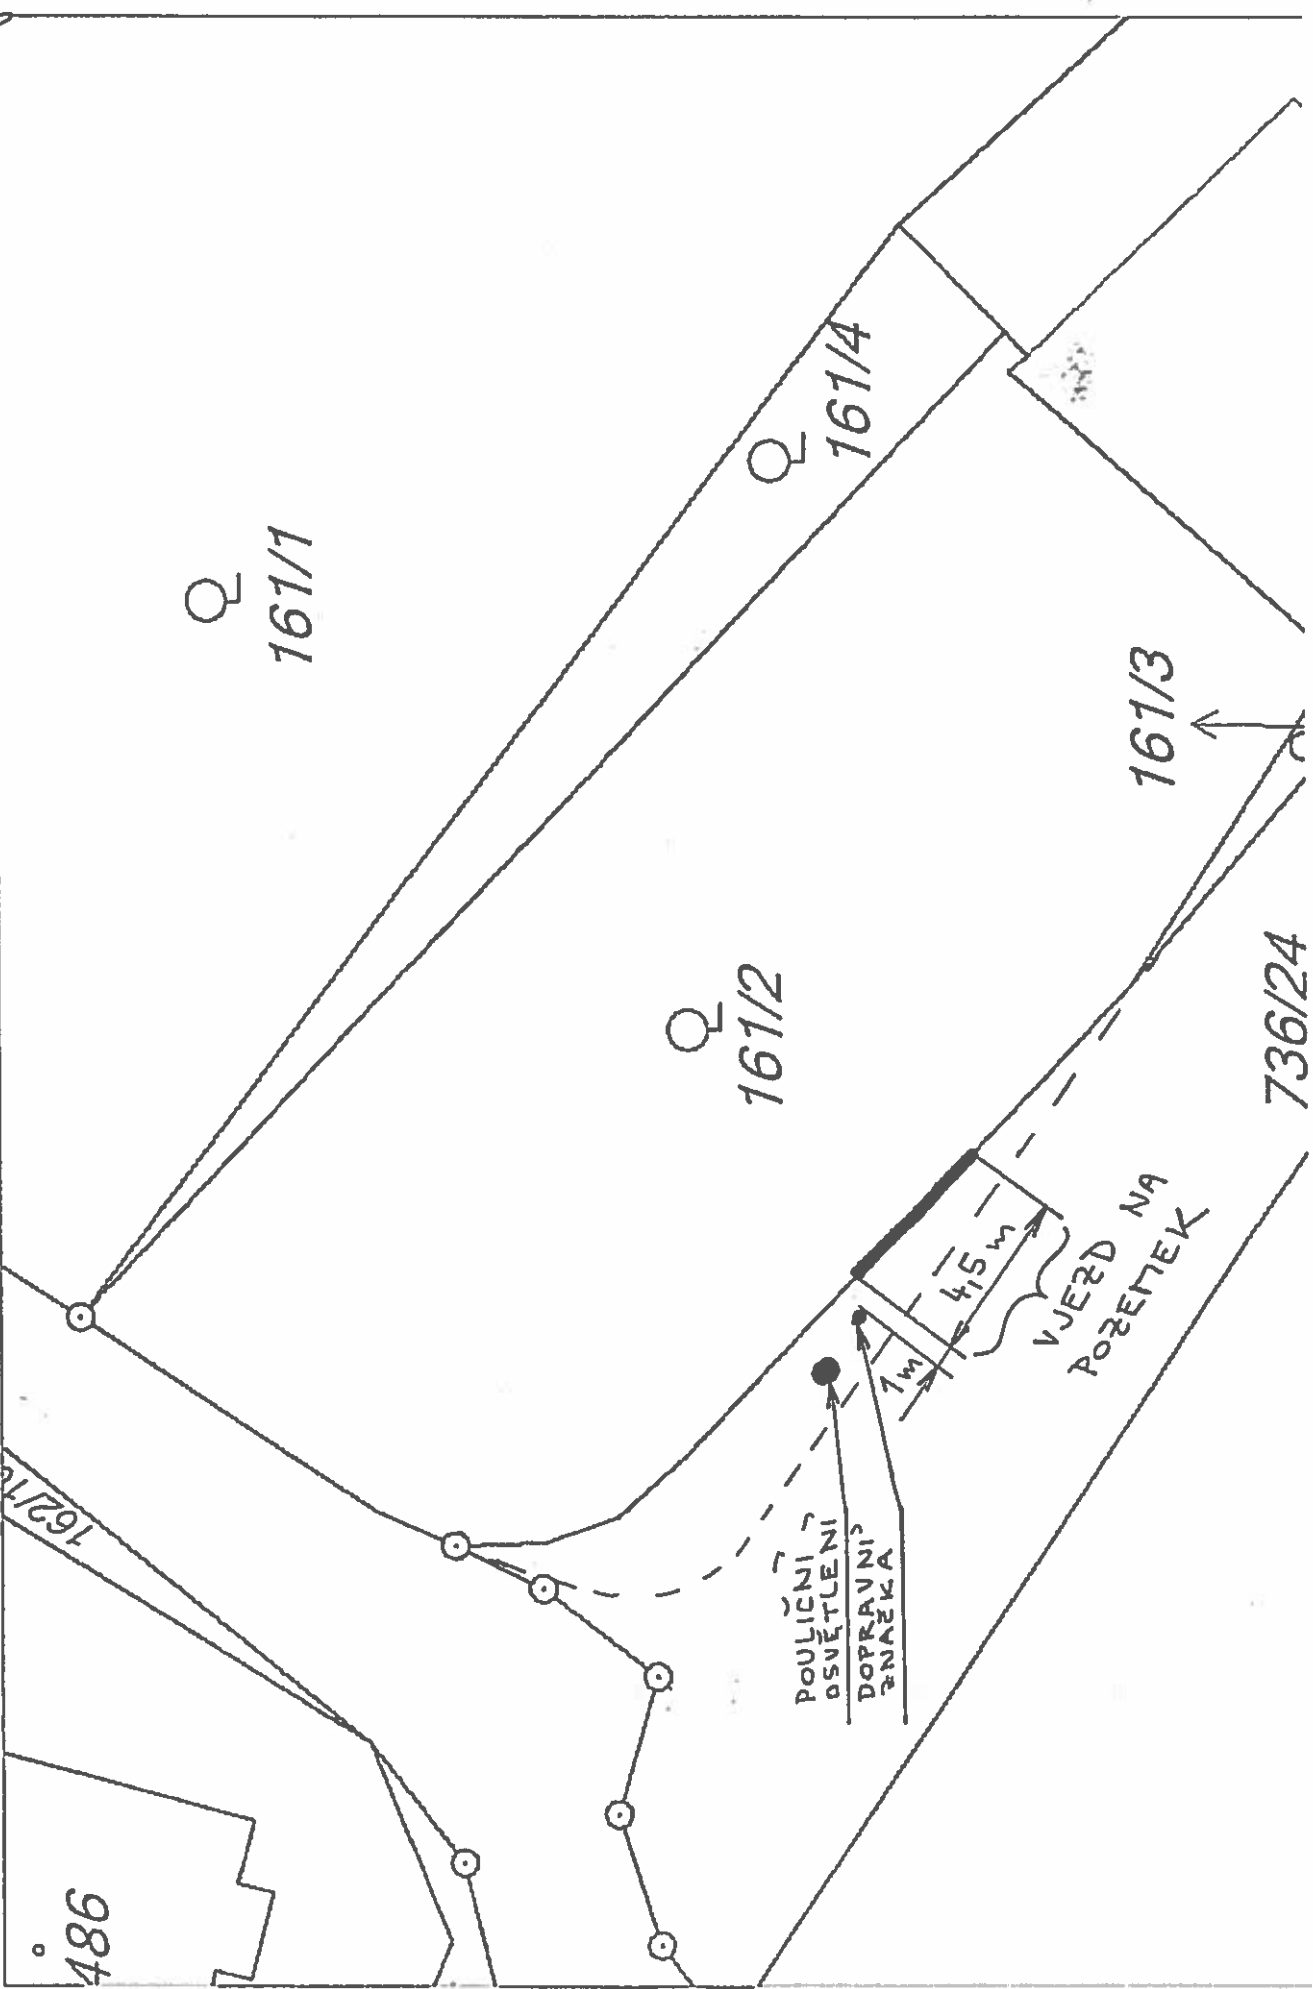 161/1
161/4
161/3
161/2
736/24
486
4,5 m
1m
VJEZD NA
POZEMEK
POULIČNÍ
OSVĚTLENÍ
DOPRAVNÍ
ZNAČKA